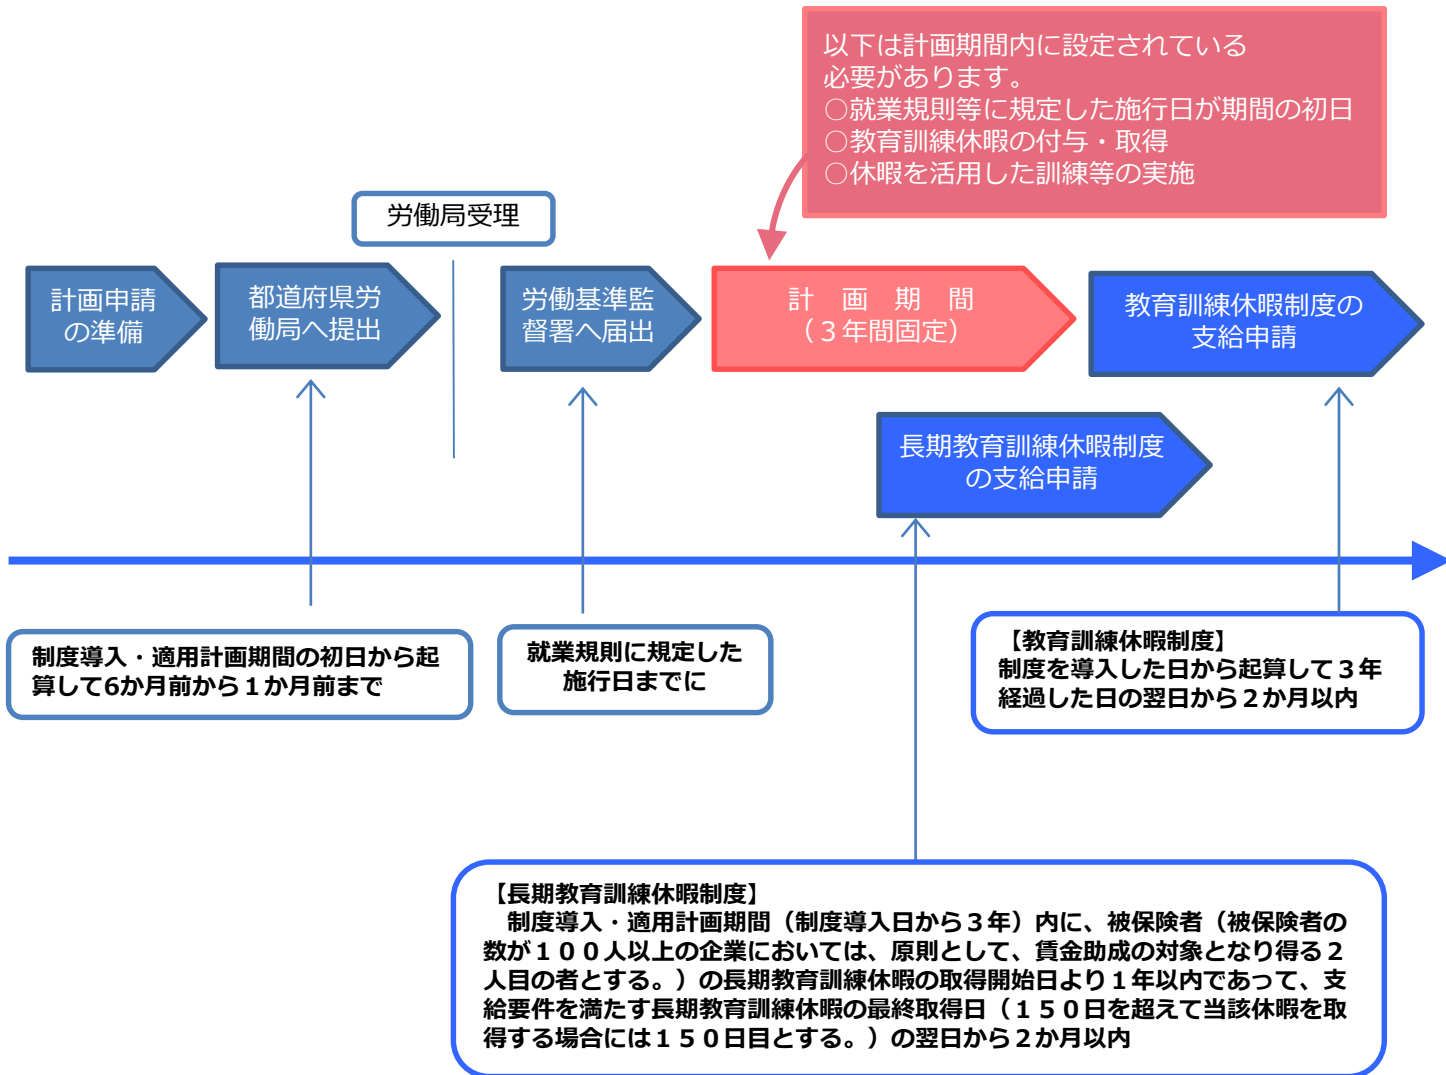 以下は計画期間内に設定されている
必要があります。
○就業規則等に規定した施行日が期間の初日
○教育訓練休暇の付与・取得
○休暇を活用した訓練等の実施
労働局受理
計画申請
の準備
都道府県労
働局へ提出
労働基準監
督署へ届出
計　画　期　間
（３年間固定）
教育訓練休暇制度の
支給申請
長期教育訓練休暇制度
の支給申請
制度導入・適用計画期間の初日から起
算して6か月前から１か月前まで
就業規則に規定した
施行日までに
【教育訓練休暇制度】
制度を導入した日から起算して３年
経過した日の翌日から２か月以内
【長期教育訓練休暇制度】
　制度導入・適用計画期間（制度導入日から３年）内に、被保険者（被保険者の
数が１００人以上の企業においては、原則として、賃金助成の対象となり得る２
人目の者とする。）の長期教育訓練休暇の取得開始日より１年以内であって、支
給要件を満たす長期教育訓練休暇の最終取得日（１５０日を超えて当該休暇を取
得する場合には１５０日目とする。）の翌日から２か月以内